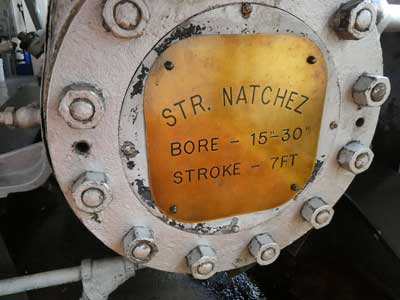 STR. NATCHEZ
BORE - 15"-30"
STROKE - 7FT